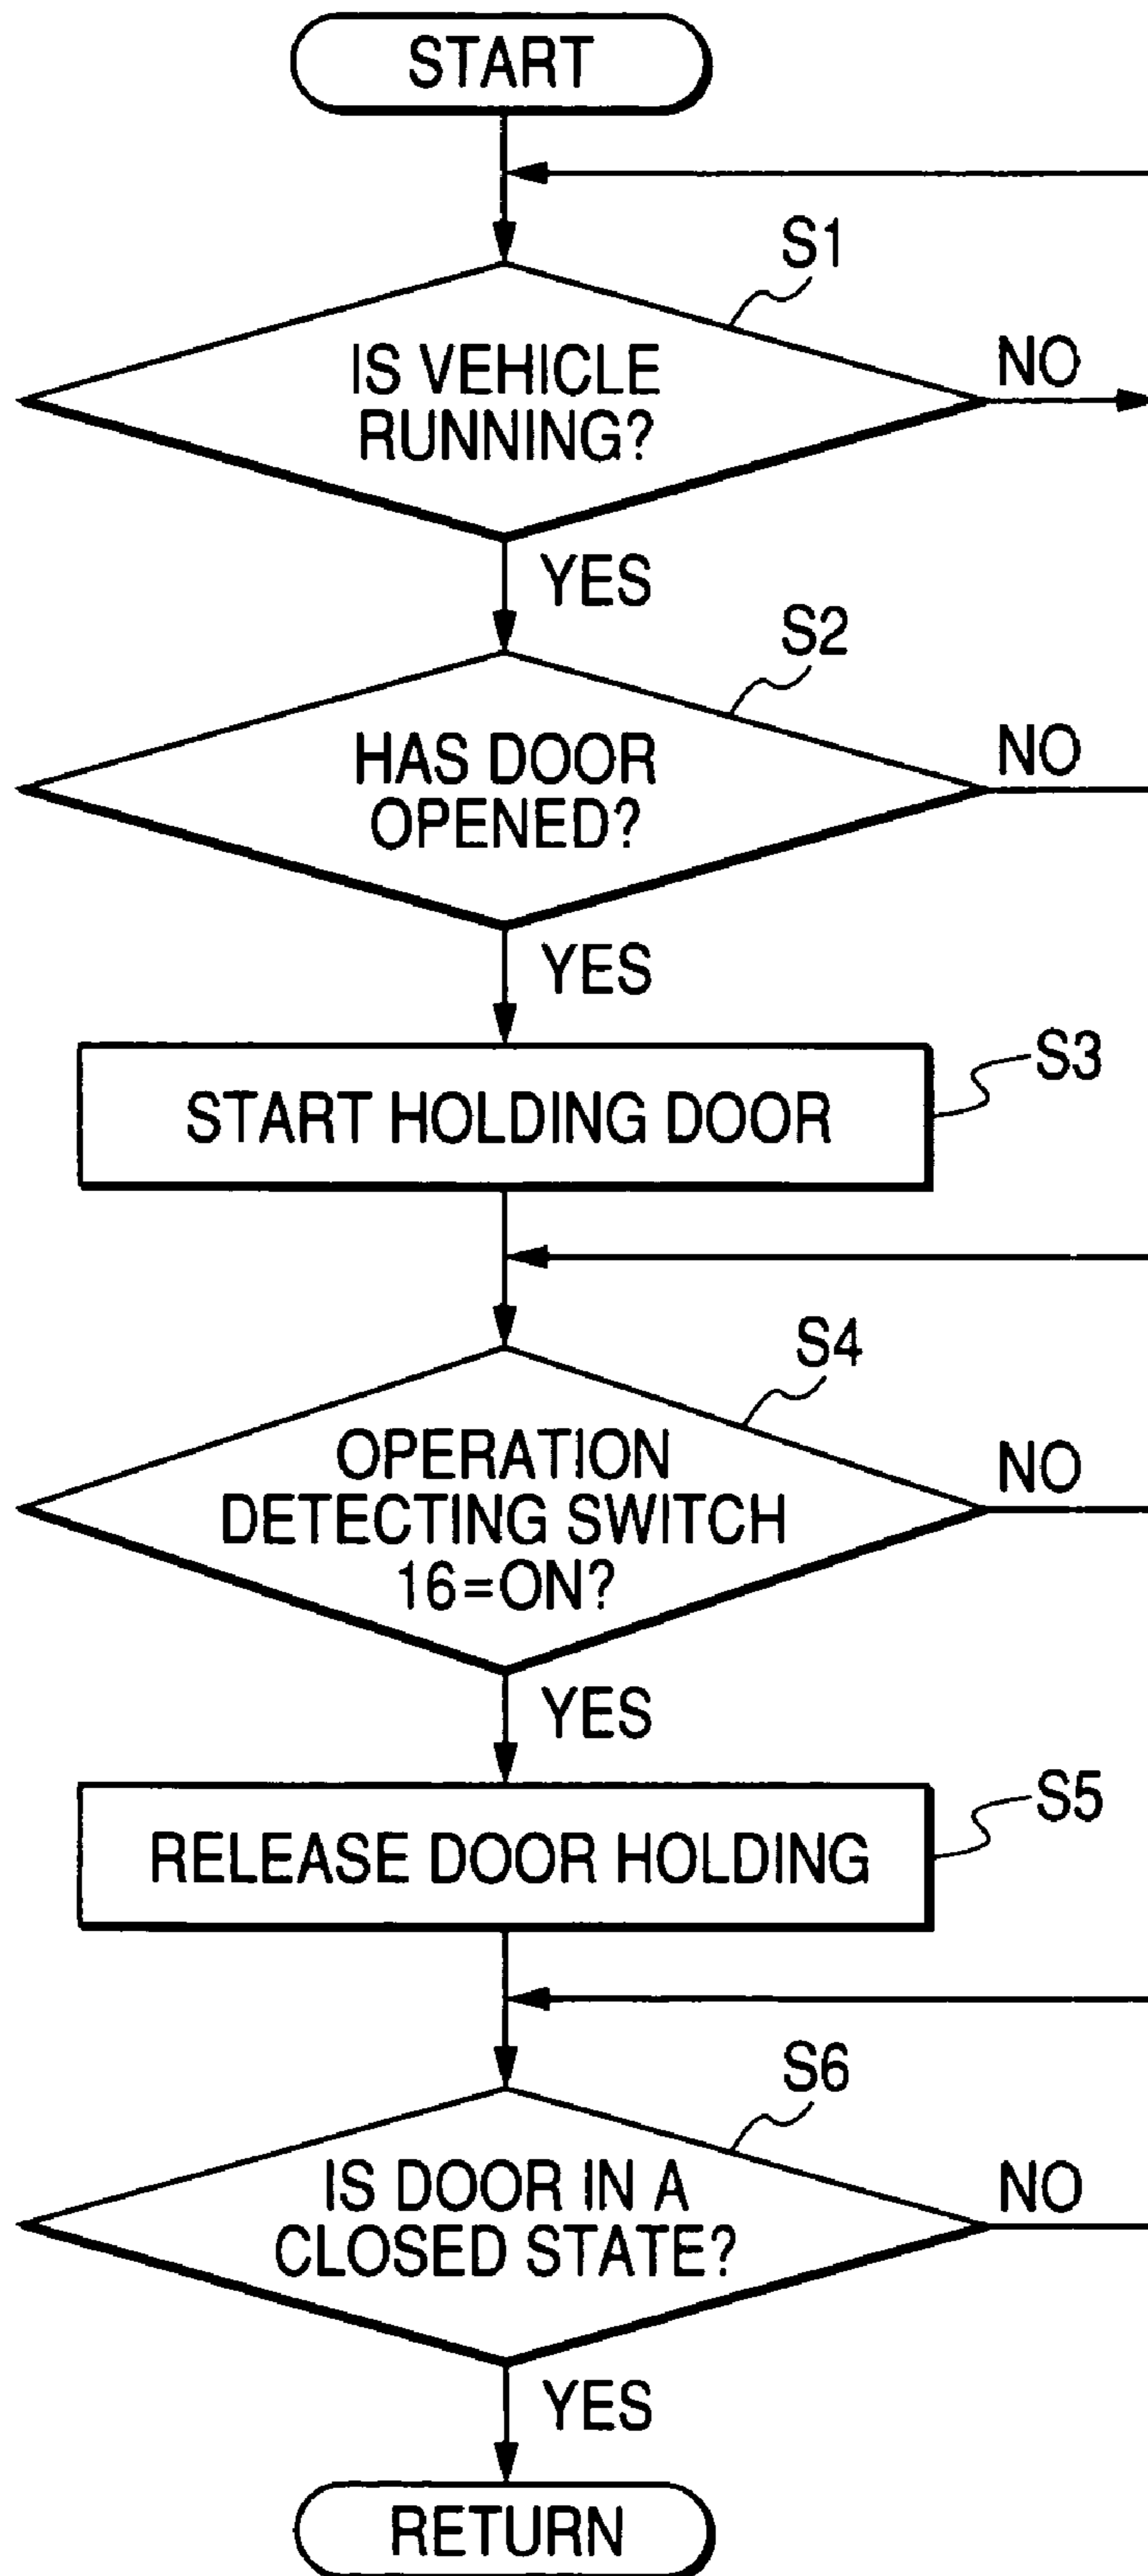 START
S1
IS VEHICLE
RUNNING?
NO
YES
S2
HAS DOOR
OPENED?
NO
YES
START HOLDING DOOR
S3
S4
OPERATION
DETECTING SWITCH
16=ON?
NO
YES
RELEASE DOOR HOLDING
S5
S6
IS DOOR IN A
CLOSED STATE?
NO
YES
RETURN